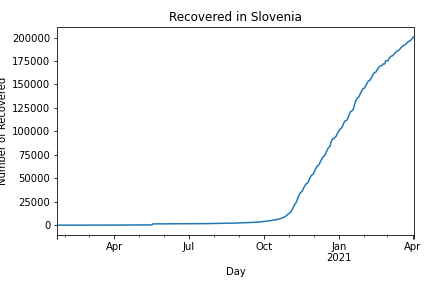 Recovered in Slovenia
Number of Recovered
200000
175000
150000
125000
100000
75000
50000
25000
0
Apr
Jul
Oct
Jan
2021
Apr
Day